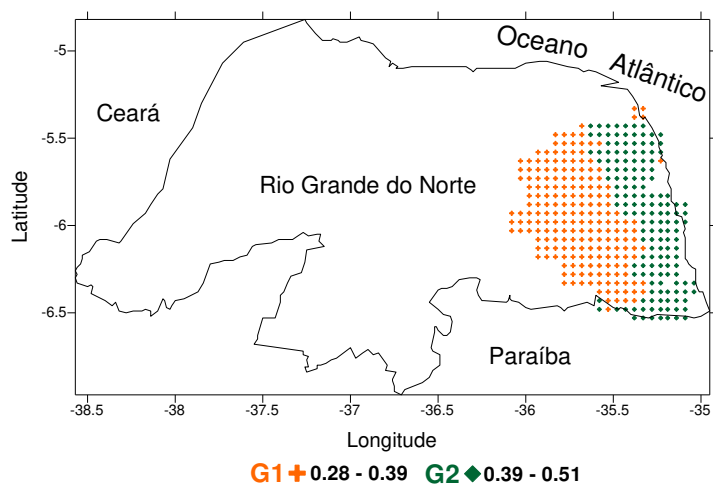 Oceano
Atlântico
Ceará
Rio Grande do Norte
Paraíba
Latitude
-5
-5.5
-6
-6.5
-38.5 -38 -37.5 -37 -36.5 -36 -35.5 -35
Longitude
G1 0.28 - 0.39 G2 0.39 - 0.51